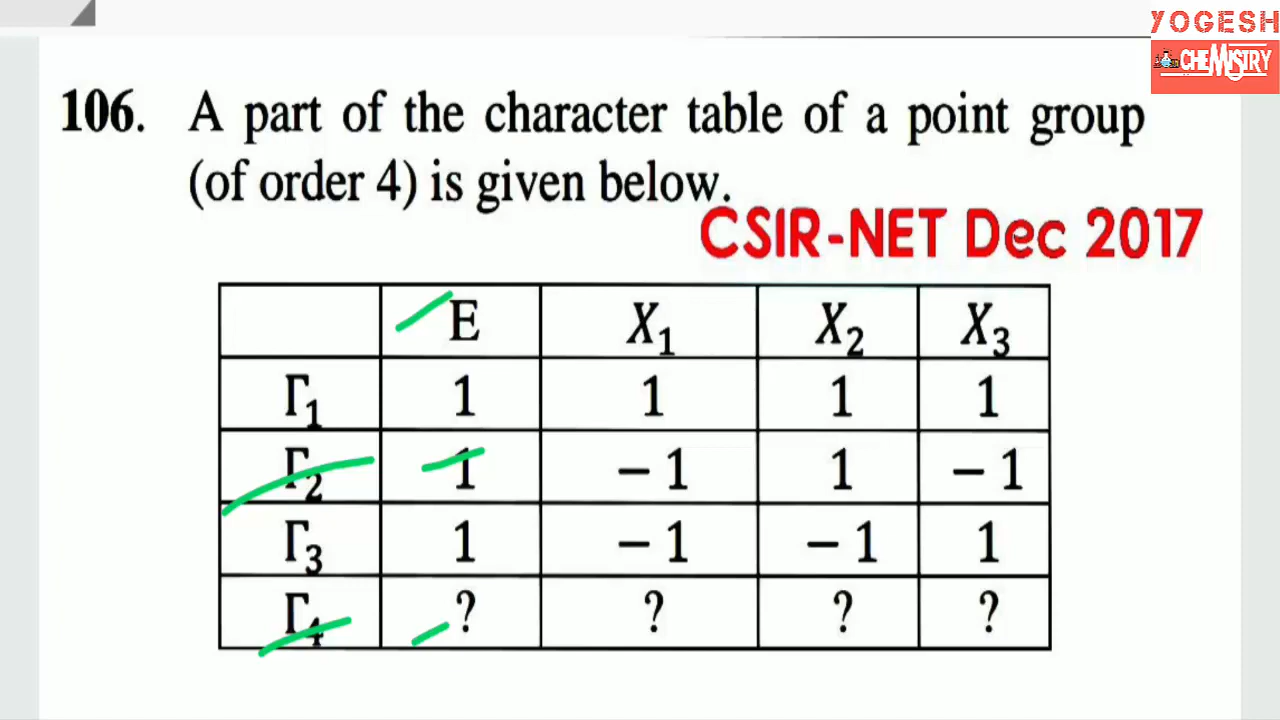 YOGESH
CHEMISTRY
106. A part of the character table of a point group
(of order 4) is given below.
CSIR-NET Dec 2017
E X₁ X₂ X₃
Γ₁ 1 1 1 1
Γ₂ 1 −1 1 −1
Γ₃ 1 −1 −1 1
Γ₄ ? ? ? ?